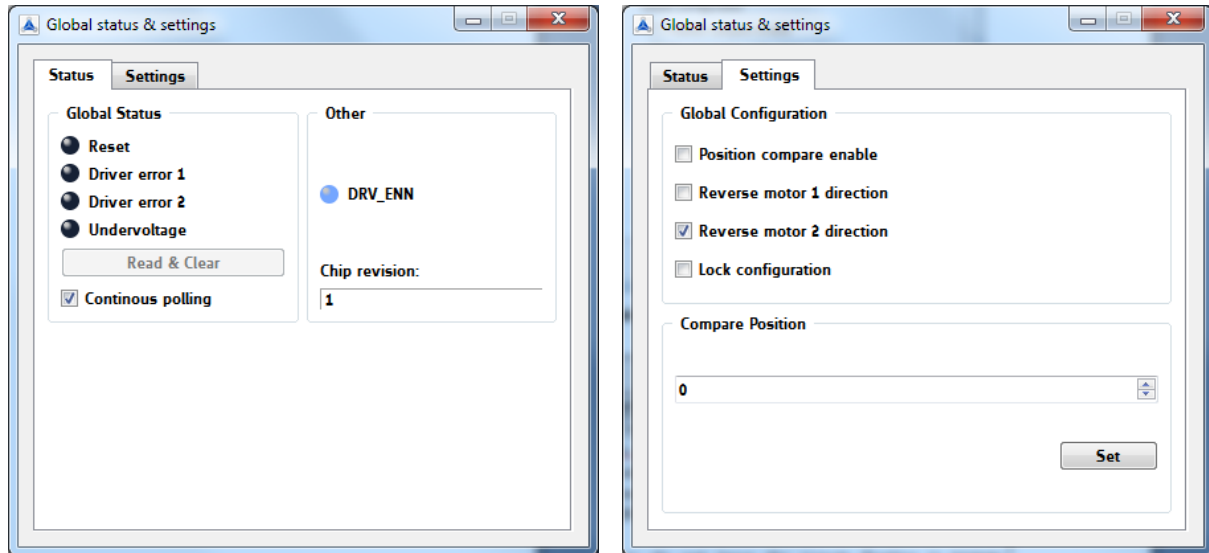 Global status & settings
Status
Settings
Global Status
Reset
Driver error 1
Driver error 2
Undervoltage
Read & Clear
Continous polling
Other
DRV_ENN
Chip revision:
1
Global status & settings
Status
Settings
Global Configuration
Position compare enable
Reverse motor 1 direction
Reverse motor 2 direction
Lock configuration
Compare Position
0
Set